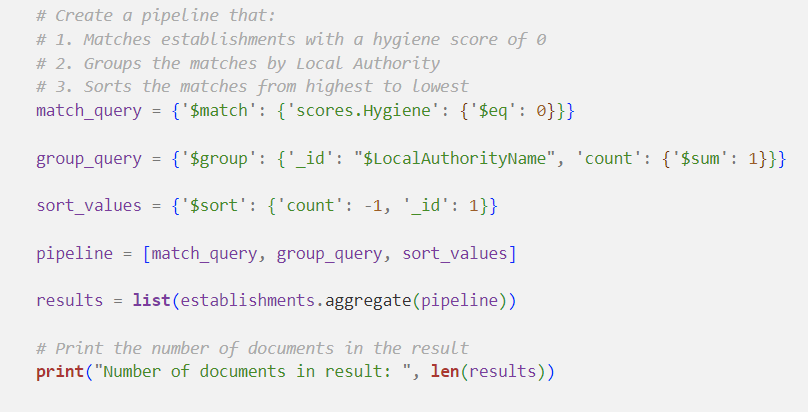 # Create a pipeline that:
# 1. Matches establishments with a hygiene score of 0
# 2. Groups the matches by Local Authority
# 3. Sorts the matches from highest to lowest
match_query = {'$match': {'scores.Hygiene': {'$eq': 0}}}
group_query = {'$group': {'_id': "$LocalAuthorityName", 'count': {'$sum': 1}}}
sort_values = {'$sort': {'count': -1, '_id': 1}}
pipeline = [match_query, group_query, sort_values]
results = list(establishments.aggregate(pipeline))
# Print the number of documents in the result
print("Number of documents in result: ", len(results))